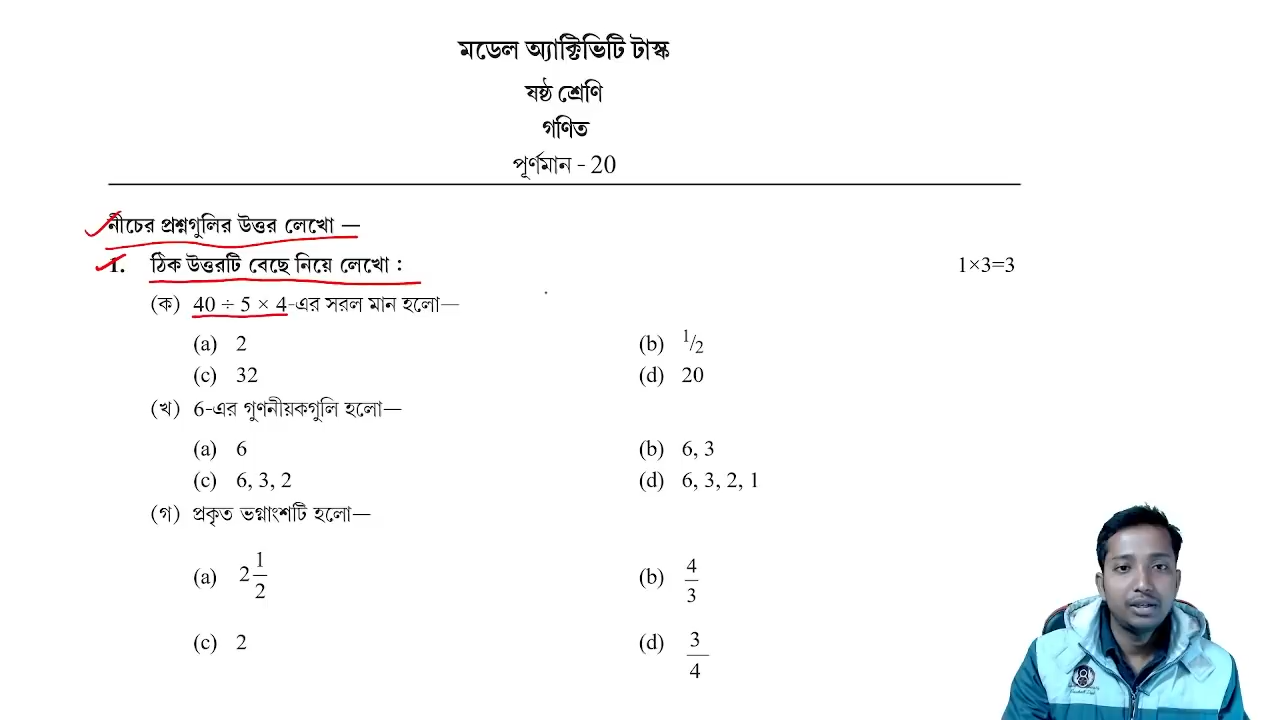 মডেল অ্যাক্টিভিটি টাস্ক
ষষ্ঠ শ্রেণি
গণিত
পূর্ণমান - 20
নীচের প্রশ্নগুলির উত্তর লেখো —
1. ঠিক উত্তরটি বেছে নিয়ে লেখো : 1×3=3
(ক) 40 ÷ 5 × 4-এর সরল মান হলো—
(a) 2 (b) 1/2
(c) 32 (d) 20
(খ) 6-এর গুণনীয়কগুলি হলো—
(a) 6 (b) 6, 3
(c) 6, 3, 2 (d) 6, 3, 2, 1
(গ) প্রকৃত ভগ্নাংশটি হলো—
(a) 2 1/2 (b) 4/3
(c) 2 (d) 3/4